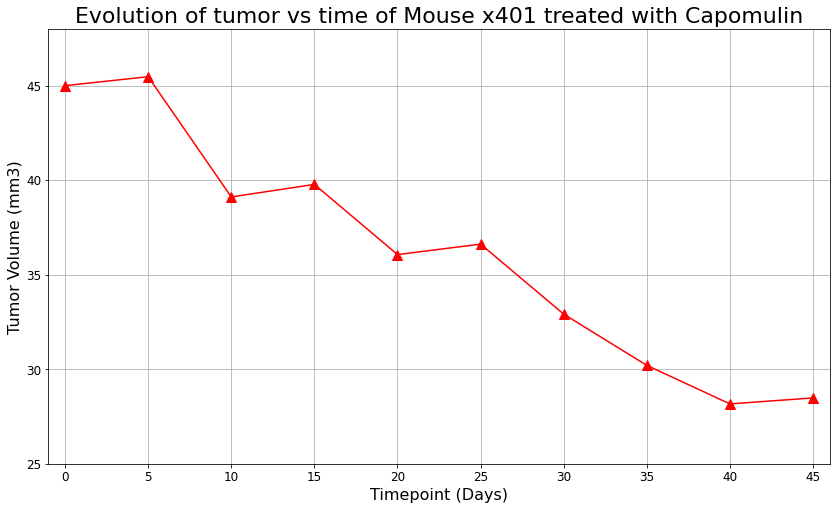 Evolution of tumor vs time of Mouse x401 treated with Capomulin
Tumor Volume (mm3)
45
40
35
30
25
0 5 10 15 20 25 30 35 40 45
Timepoint (Days)